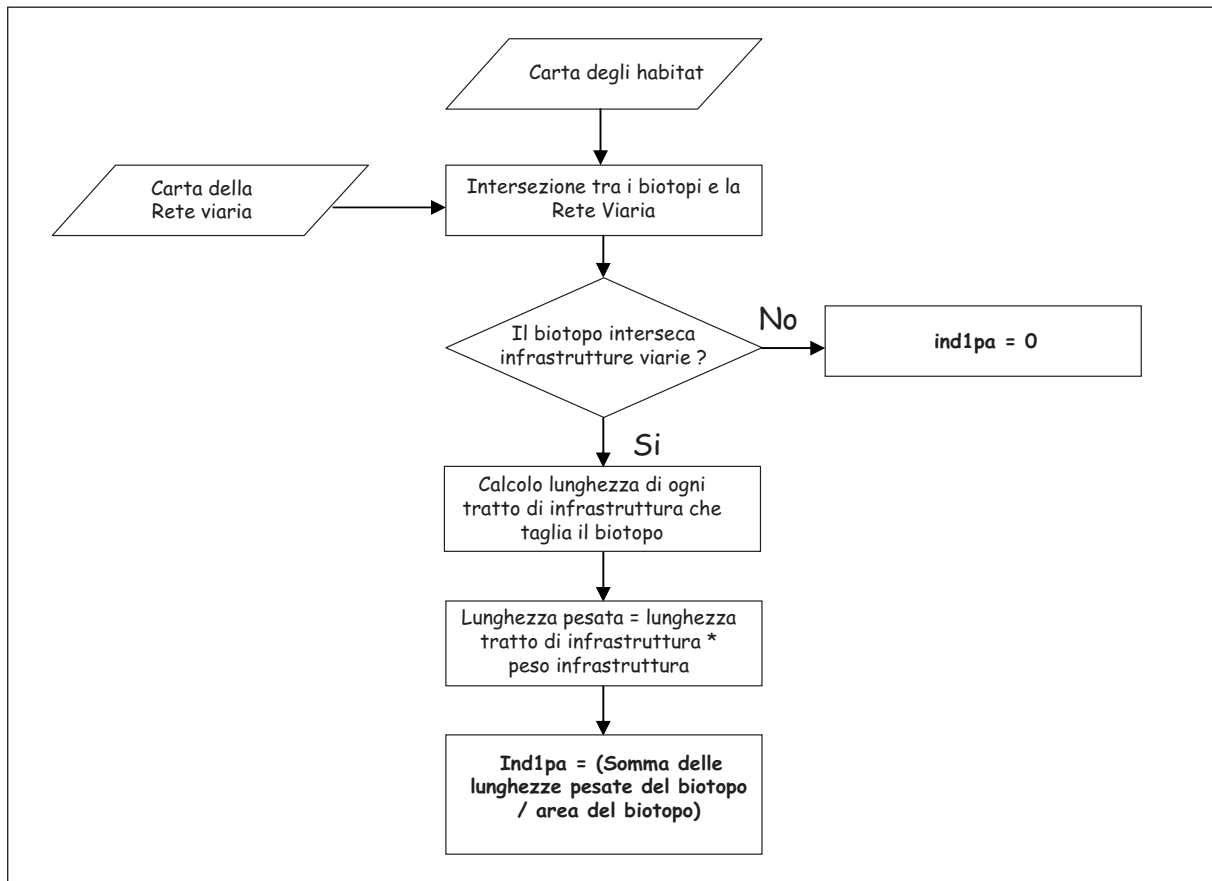 Carta degli habitat
Carta della
Rete viaria
Intersezione tra i biotopi e la
Rete Viaria
Il biotopo interseca
infrastrutture viarie ?
No
ind1pa = 0
Si
Calcolo lunghezza di ogni
tratto di infrastruttura che
taglia il biotopo
Lunghezza pesata = lunghezza
tratto di infrastruttura *
peso infrastruttura
Ind1pa = (Somma delle
lunghezze pesate del biotopo
/ area del biotopo)